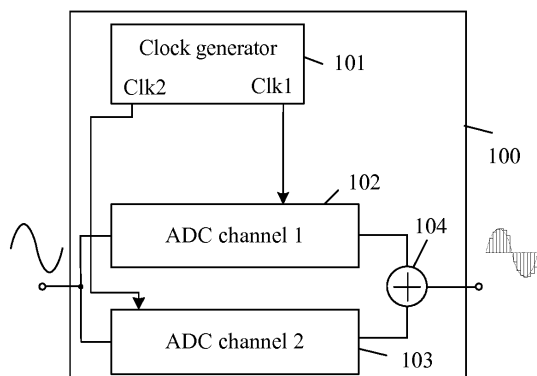 Clock generator
101
Clk2 Clk1
100
102
ADC channel 1
104
ADC channel 2
103